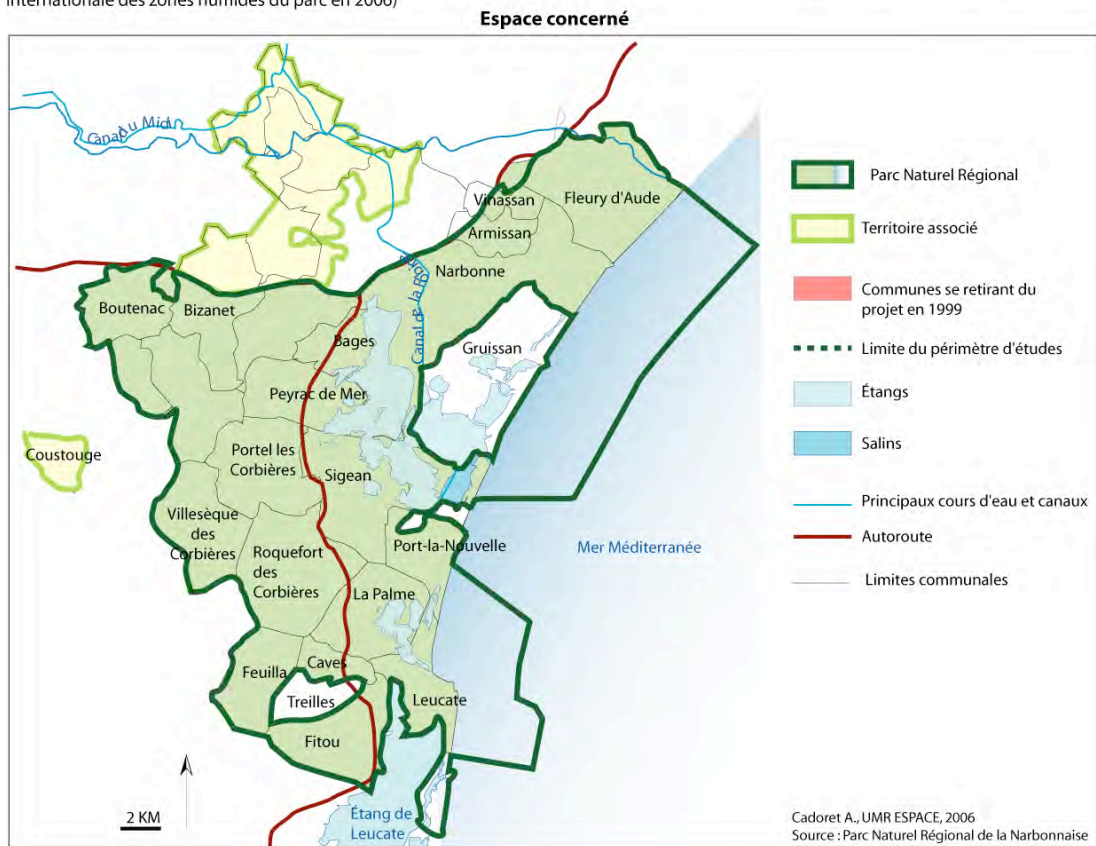 internationale des zones humides du parc en 2006)
Espace concerné
Canal du Midi
Vinassan
Fleury d'Aude
Armissan
Narbonne
Canal de la Robine
Boutenac
Bizanet
Bages
Gruissan
Peyrac de Mer
Coustouge
Portel les
Corbières
Sigean
Villesèque
des
Corbières
Roquefort
des
Corbières
Port-la-Nouvelle
Mer Méditerranée
La Palme
Feuilla
Caves
Treilles
Leucate
Fitou
Étang de
Leucate
2 KM
Parc Naturel Régional
Territoire associé
Communes se retirant du
projet en 1999
Limite du périmètre d'études
Étangs
Salins
Principaux cours d'eau et canaux
Autoroute
Limites communales
Cadoret A., UMR ESPACE, 2006
Source : Parc Naturel Régional de la Narbonnaise